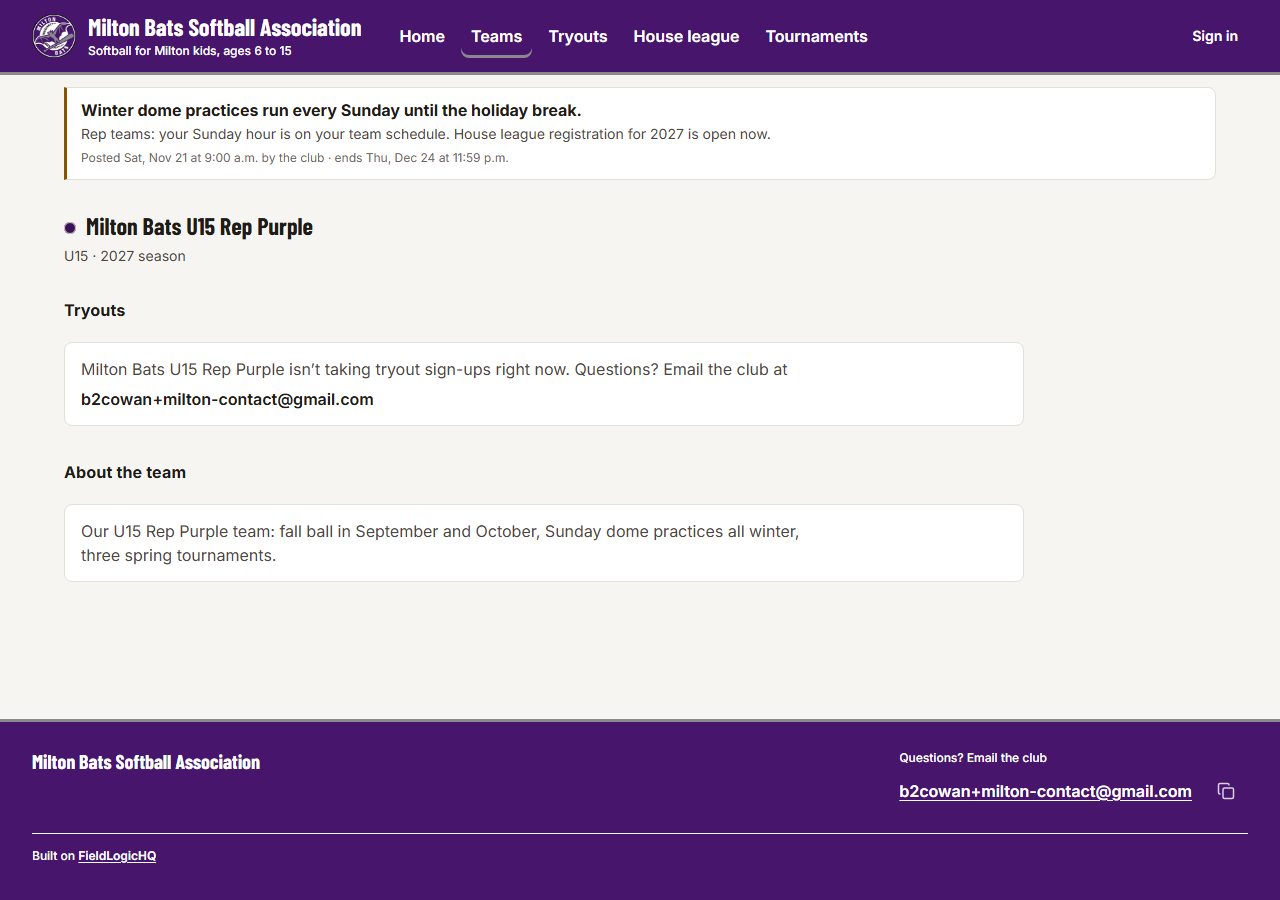 Milton Bats Softball Association
Softball for Milton kids, ages 6 to 15
Home
Teams
Tryouts
House league
Tournaments
Sign in
Winter dome practices run every Sunday until the holiday break.
Rep teams: your Sunday hour is on your team schedule. House league registration for 2027 is open now.
Posted Sat, Nov 21 at 9:00 a.m. by the club · ends Thu, Dec 24 at 11:59 p.m.
Milton Bats U15 Rep Purple
U15 · 2027 season
Tryouts
Milton Bats U15 Rep Purple isn’t taking tryout sign-ups right now. Questions? Email the club at
b2cowan+milton-contact@gmail.com
About the team
Our U15 Rep Purple team: fall ball in September and October, Sunday dome practices all winter,
three spring tournaments.
Milton Bats Softball Association
Questions? Email the club
b2cowan+milton-contact@gmail.com
Built on FieldLogicHQ